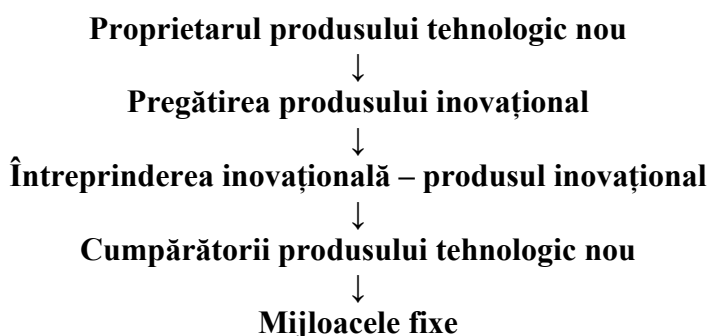 Proprietarul produsului tehnologic nou
↓
Pregătirea produsului inovațional
↓
Întreprinderea inovațională – produsul inovațional
↓
Cumpărătorii produsului tehnologic nou
↓
Mijloacele fixe